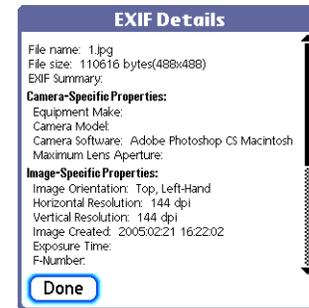 EXIF Details
File name: 1.jpg
File size: 110616 bytes(488x488)
EXIF Summary:
Camera-Specific Properties:
Equipment Make:
Camera Model:
Camera Software: Adobe Photoshop CS Macintosh
Maximum Lens Aperture:
Image-Specific Properties:
Image Orientation: Top, Left-Hand
Horizontal Resolution: 144 dpi
Vertical Resolution: 144 dpi
Image Created: 2005:02:21 16:22:02
Exposure Time:
F-Number:
Done